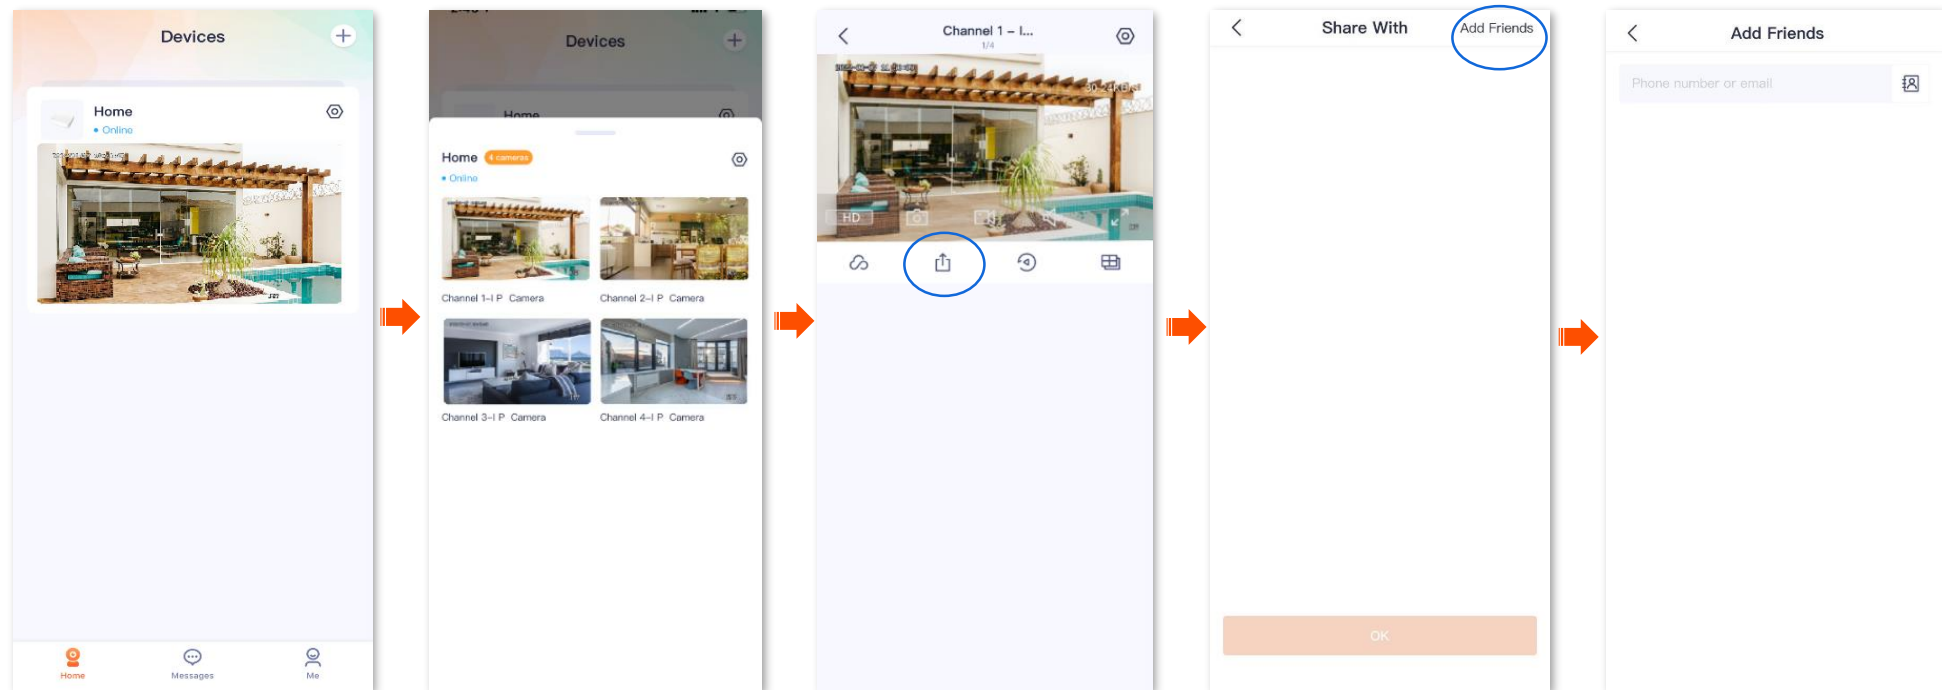 Devices
Home
• Online
Home
Messages
Me
Devices
Home
Home 4 cameras
• Online
Channel 1-I P Camera
Channel 2-I P Camera
Channel 3-I P Camera
Channel 4-I P Camera
Channel 1 - I...
1/4
HD
Share With
Add Friends
OK
Add Friends
Phone number or email